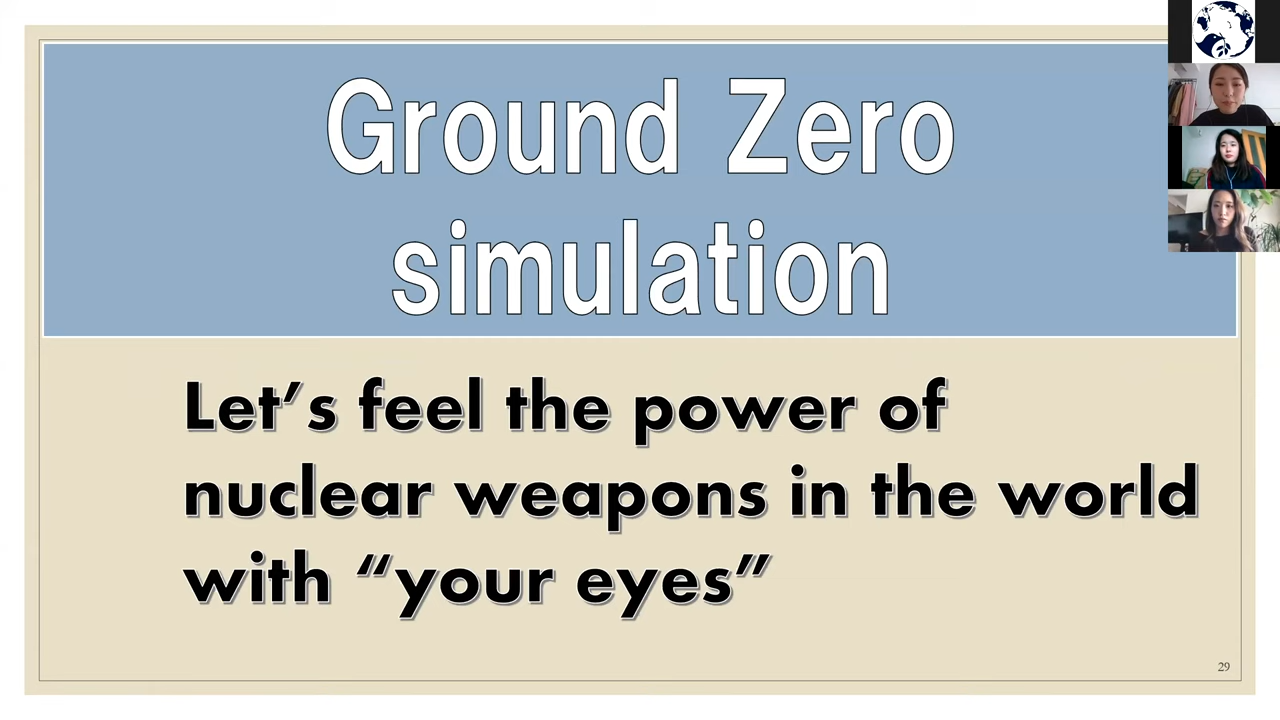 Ground Zero
simulation
Let’s feel the power of
nuclear weapons in the world
with “your eyes”
29